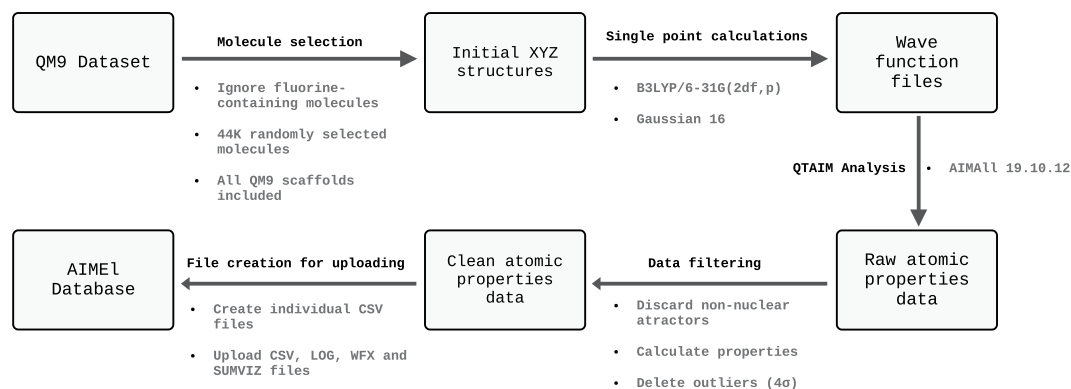 QM9 Dataset
Molecule selection
• Ignore fluorine-
containing molecules
• 44K randomly selected
molecules
• All QM9 scaffolds
included
Initial XYZ
structures
Single point calculations
• B3LYP/6-31G(2df,p)
• Gaussian 16
Wave
function
files
QTAIM Analysis
• AIMAll 19.10.12
Raw atomic
properties
data
Data filtering
• Discard non-nuclear
atractors
• Calculate properties
• Delete outliers (4σ)
Clean atomic
properties
data
File creation for uploading
• Create individual CSV
files
• Upload CSV, LOG, WFX and
SUMVIZ files
AIMEl
Database